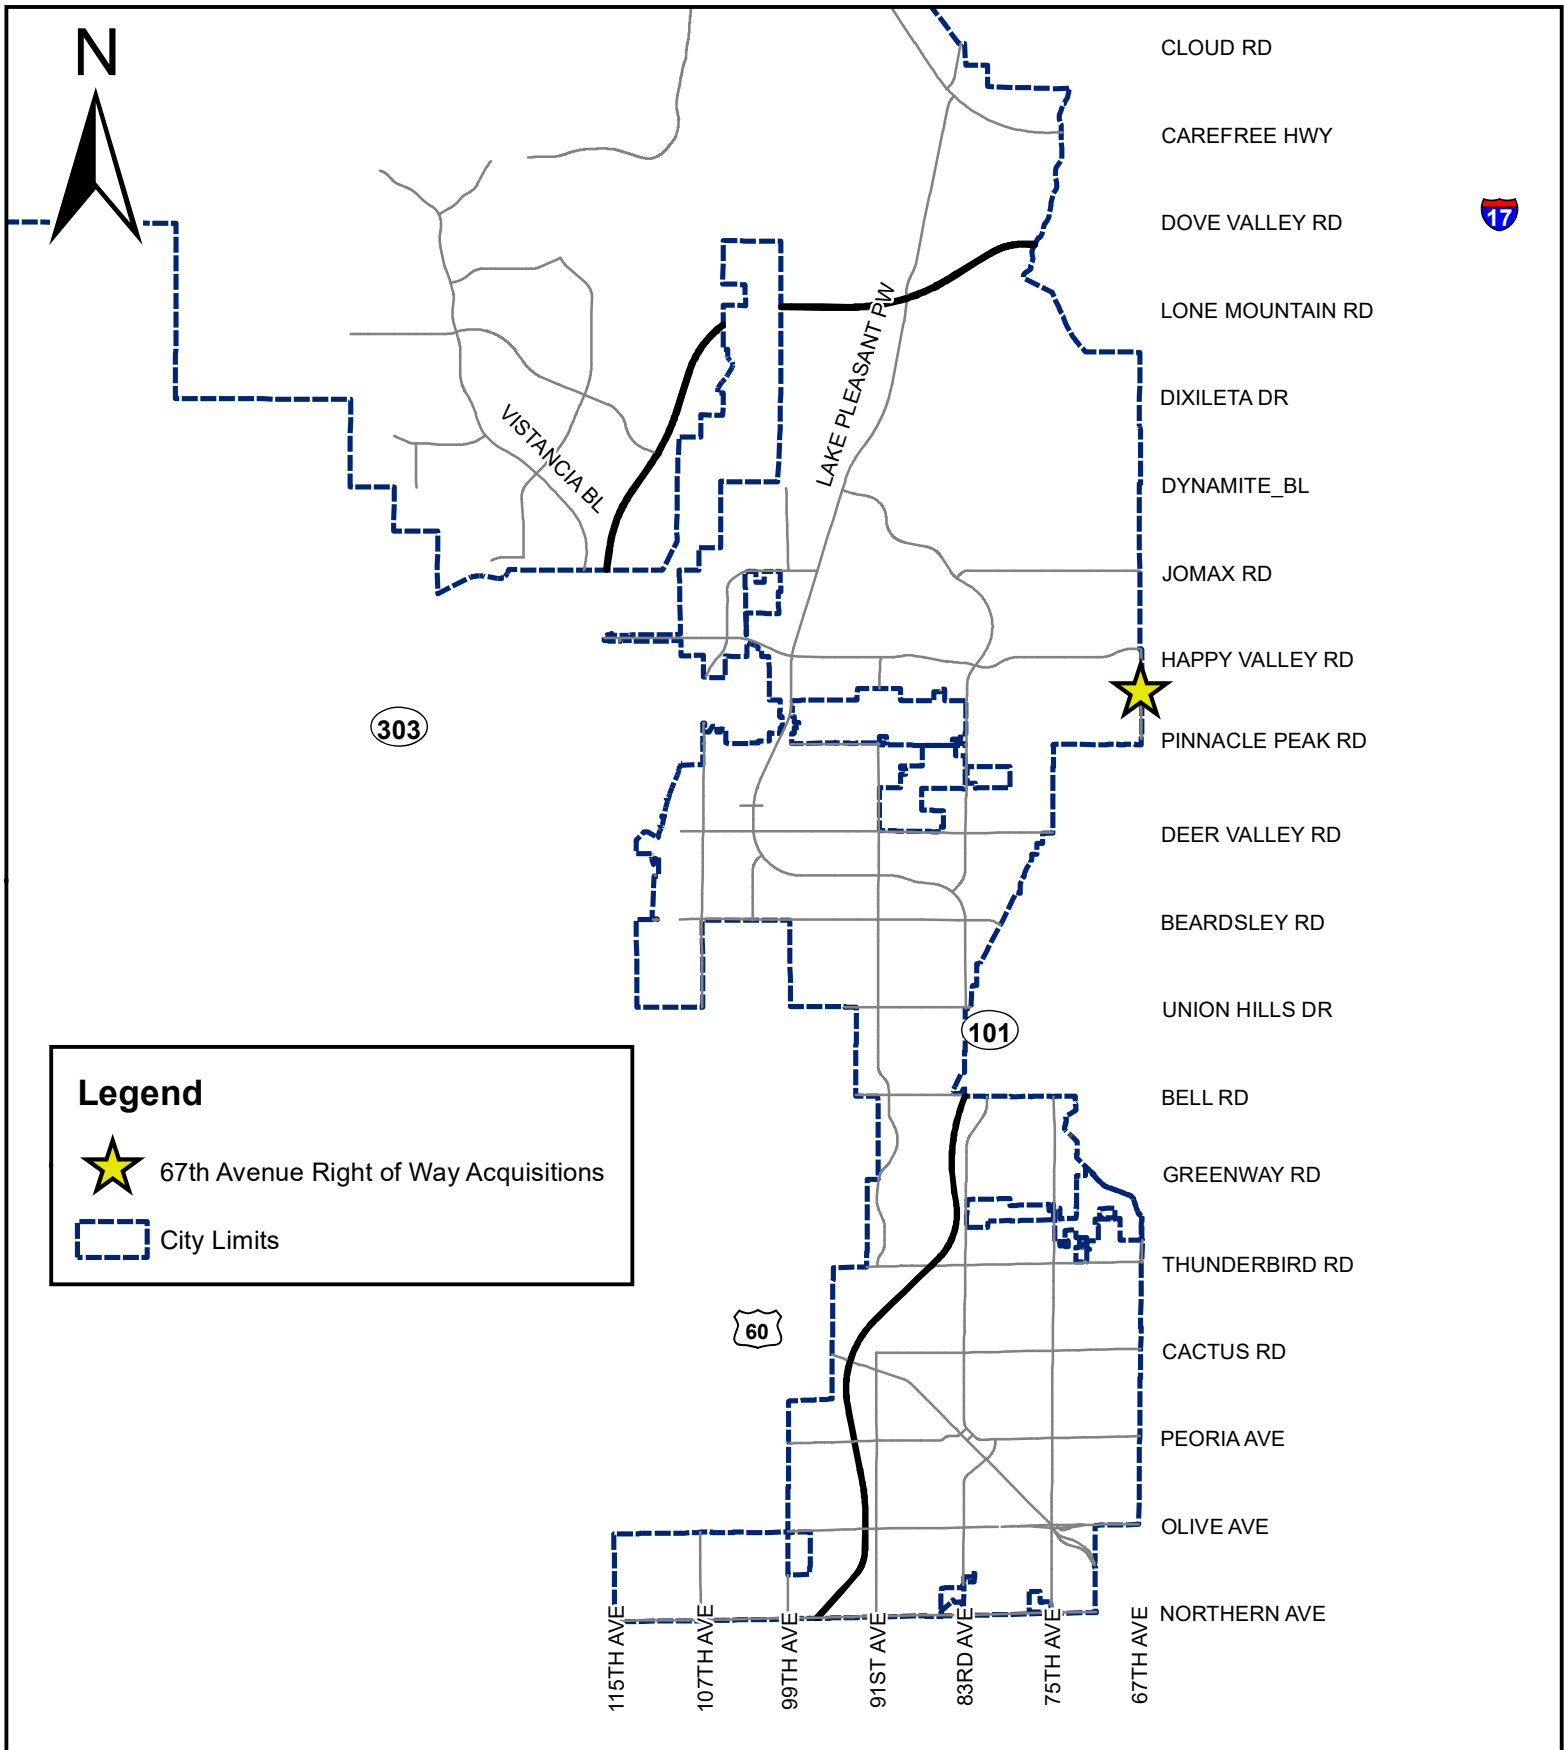 N
CLOUD RD
CAREFREE HWY
17
DOVE VALLEY RD
LONE MOUNTAIN RD
LAKE PLEASANT PW
DIXILETA DR
VISTANCIA BL
DYNAMITE_BL
JOMAX RD
HAPPY VALLEY RD
303
PINNACLE PEAK RD
DEER VALLEY RD
BEARDSLEY RD
UNION HILLS DR
101
Legend
67th Avenue Right of Way Acquisitions
City Limits
BELL RD
GREENWAY RD
THUNDERBIRD RD
60
CACTUS RD
PEORIA AVE
OLIVE AVE
NORTHERN AVE
115TH AVE
107TH AVE
99TH AVE
91ST AVE
83RD AVE
75TH AVE
67TH AVE